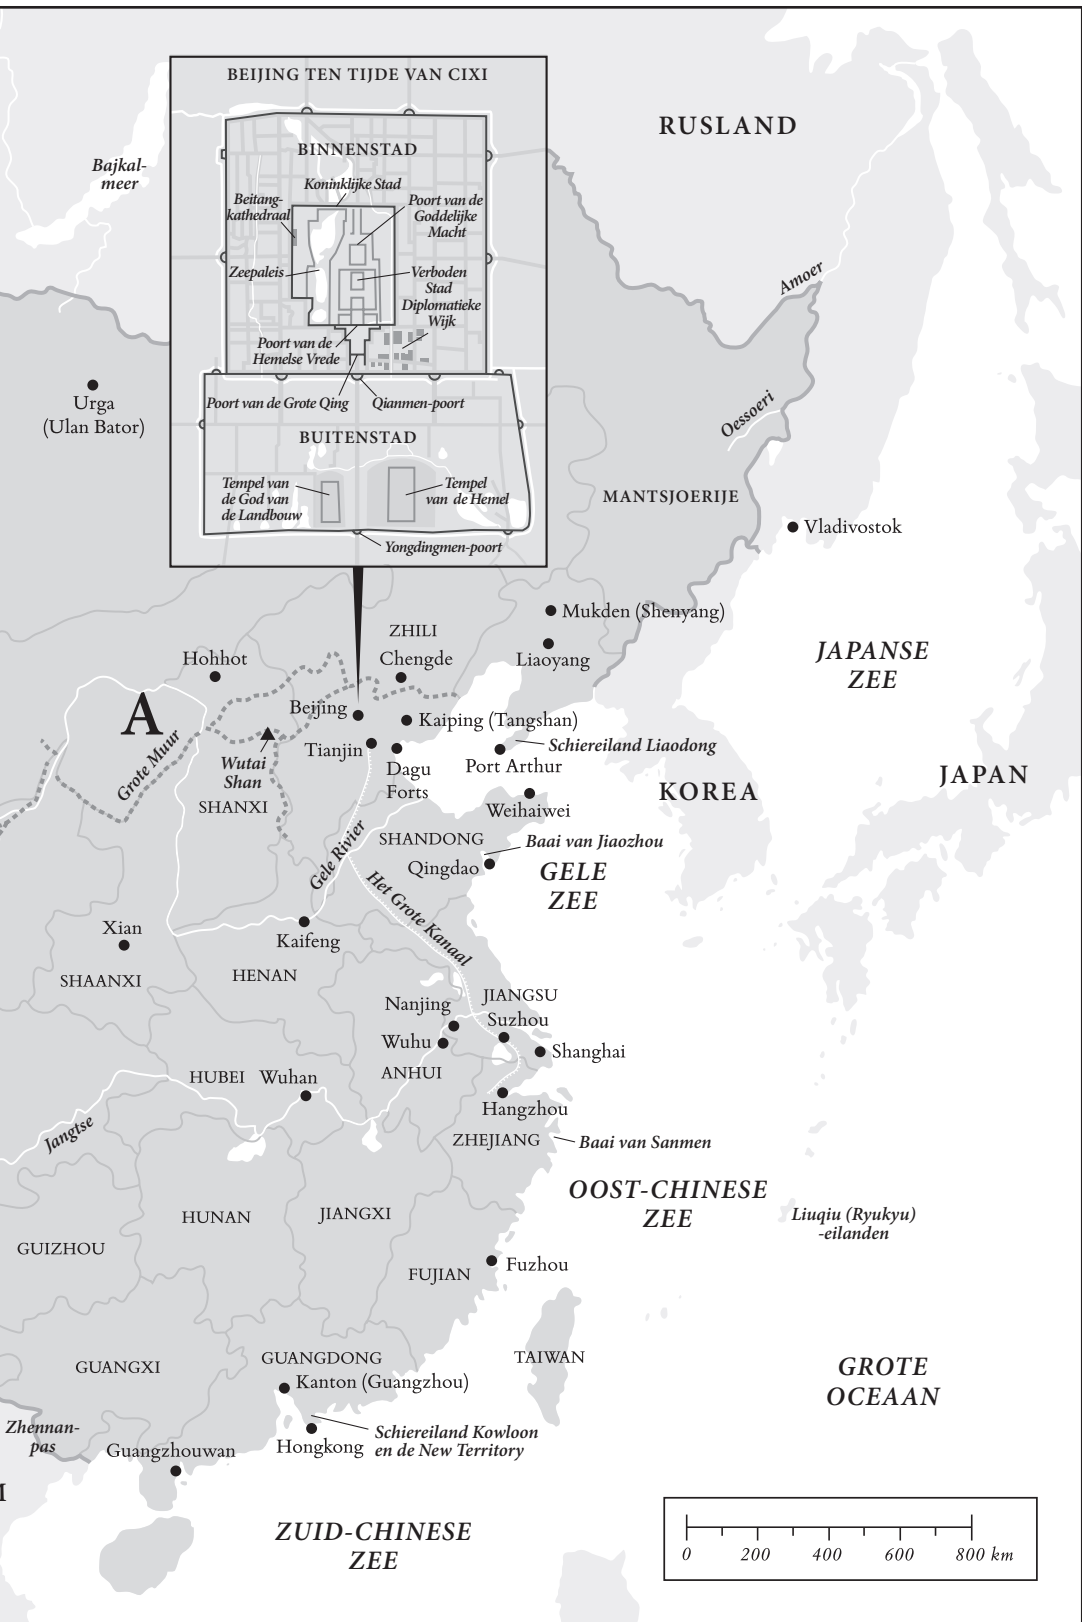 BEIJING TEN TIJDE VAN CIXI
BINNENSTAD
Koninklijke Stad
Beitang-
kathedraal
Poort van de
Goddelijke
Macht
Zeepaleis
Verboden
Stad
Diplomatieke
Wijk
Poort van de
Hemelse Vrede
Poort van de Grote Qing
Qianmen-poort
BUITENSTAD
Tempel van
de God van
de Landbouw
Tempel
van de Hemel
Yongdingmen-poort
RUSLAND
Bajkal-
meer
Amoer
Urga
(Ulan Bator)
Oessoeri
MANTSJOERIJE
Vladivostok
Mukden (Shenyang)
ZHILI
Liaoyang
Hohhot
Chengde
JAPANSE
ZEE
A
Beijing
Kaiping (Tangshan)
Grote Muur
Tianjin
Schiereiland Liaodong
Wutai
Shan
Dagu
Forts
Port Arthur
JAPAN
KOREA
SHANXI
Weihaiwei
SHANDONG
Baai van Jiaozhou
Gele Rivier
Qingdao
GELE
ZEE
Het Grote Kanaal
Xian
Kaifeng
SHAANXI
HENAN
JIANGSU
Nanjing
Suzhou
Wuhu
Shanghai
ANHUI
HUBEI
Wuhan
Hangzhou
Jangtse
ZHEJIANG
Baai van Sanmen
OOST-CHINESE
ZEE
Liuqiu (Ryukyu)
-eilanden
HUNAN
JIANGXI
GUIZHOU
Fuzhou
FUJIAN
GUANGXI
GUANGDONG
TAIWAN
GROTE
OCEAAN
Kanton (Guangzhou)
Zhennan-
pas
Schiereiland Kowloon
en de New Territory
Guangzhouwan
Hongkong
ZUID-CHINESE
ZEE
0 200 400 600 800 km